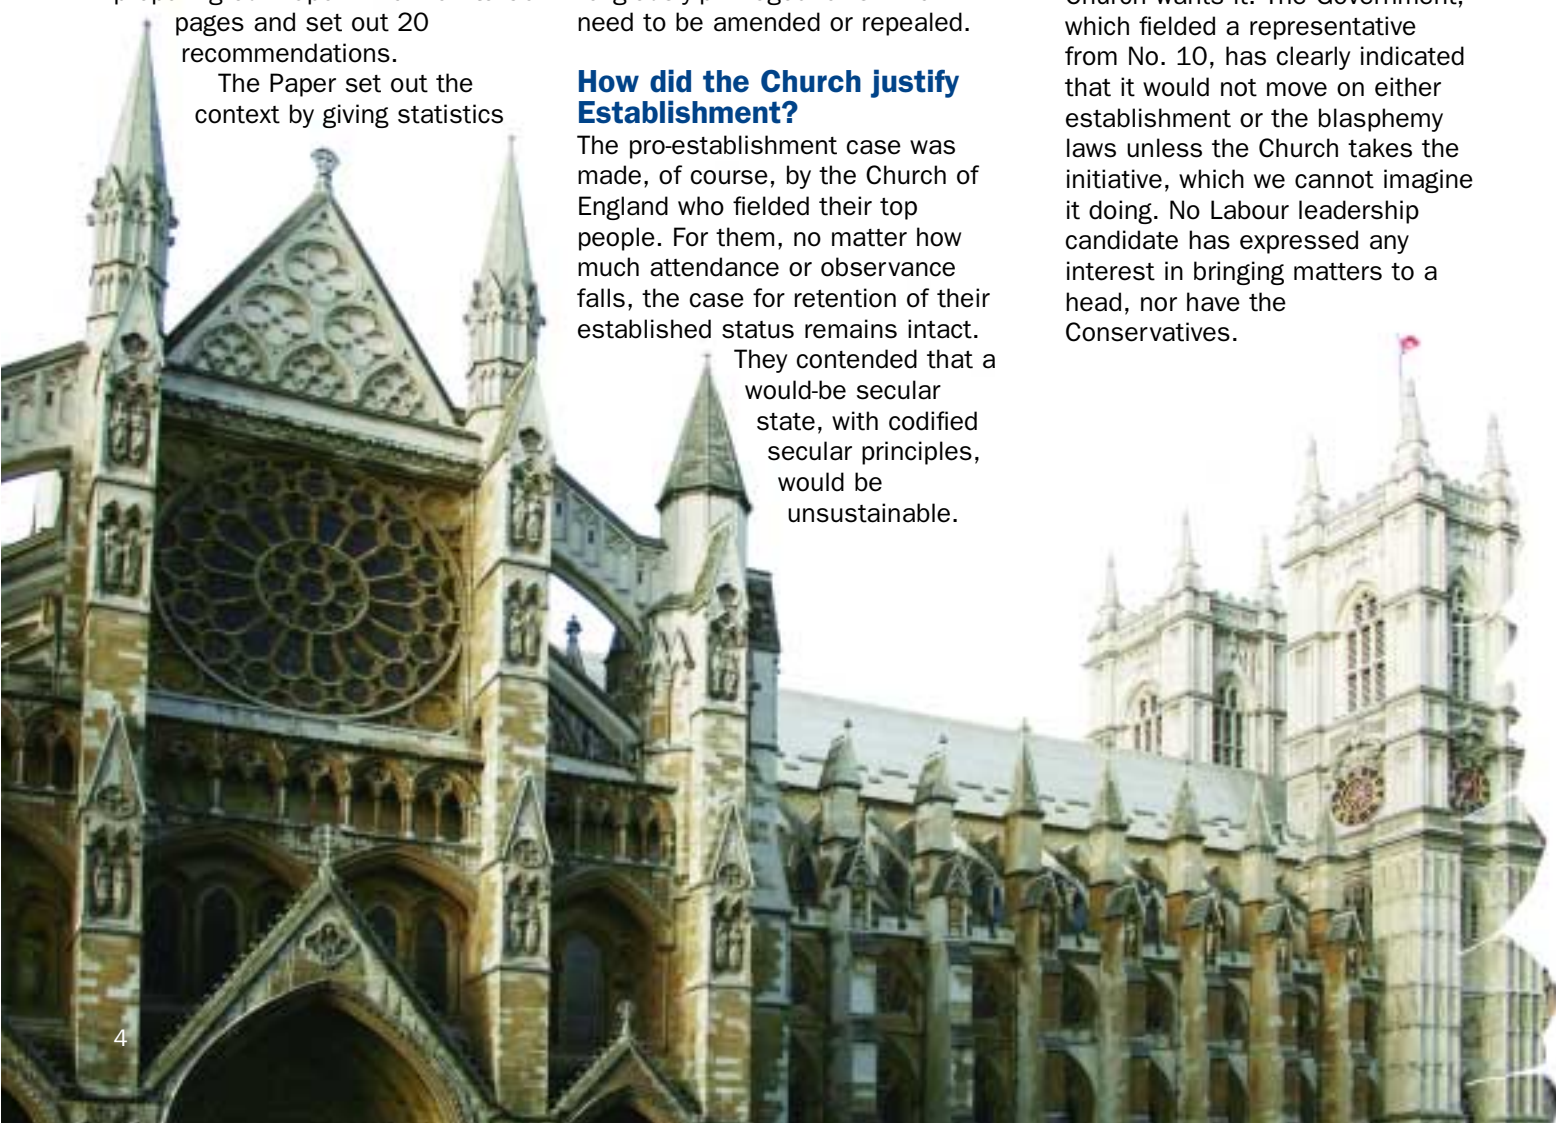 pages and set out 20
recommendations.
The Paper set out the
context by giving statistics
need to be amended or repealed.
How did the Church justify
Establishment?
The pro-establishment case was
made, of course, by the Church of
England who fielded their top
people. For them, no matter how
much attendance or observance
falls, the case for retention of their
established status remains intact.
They contended that a
would-be secular
state, with codified
secular principles,
would be
unsustainable.
Church wants it. The Government,
which fielded a representative
from No. 10, has clearly indicated
that it would not move on either
establishment or the blasphemy
laws unless the Church takes the
initiative, which we cannot imagine
it doing. No Labour leadership
candidate has expressed any
interest in bringing matters to a
head, nor have the
Conservatives.
4